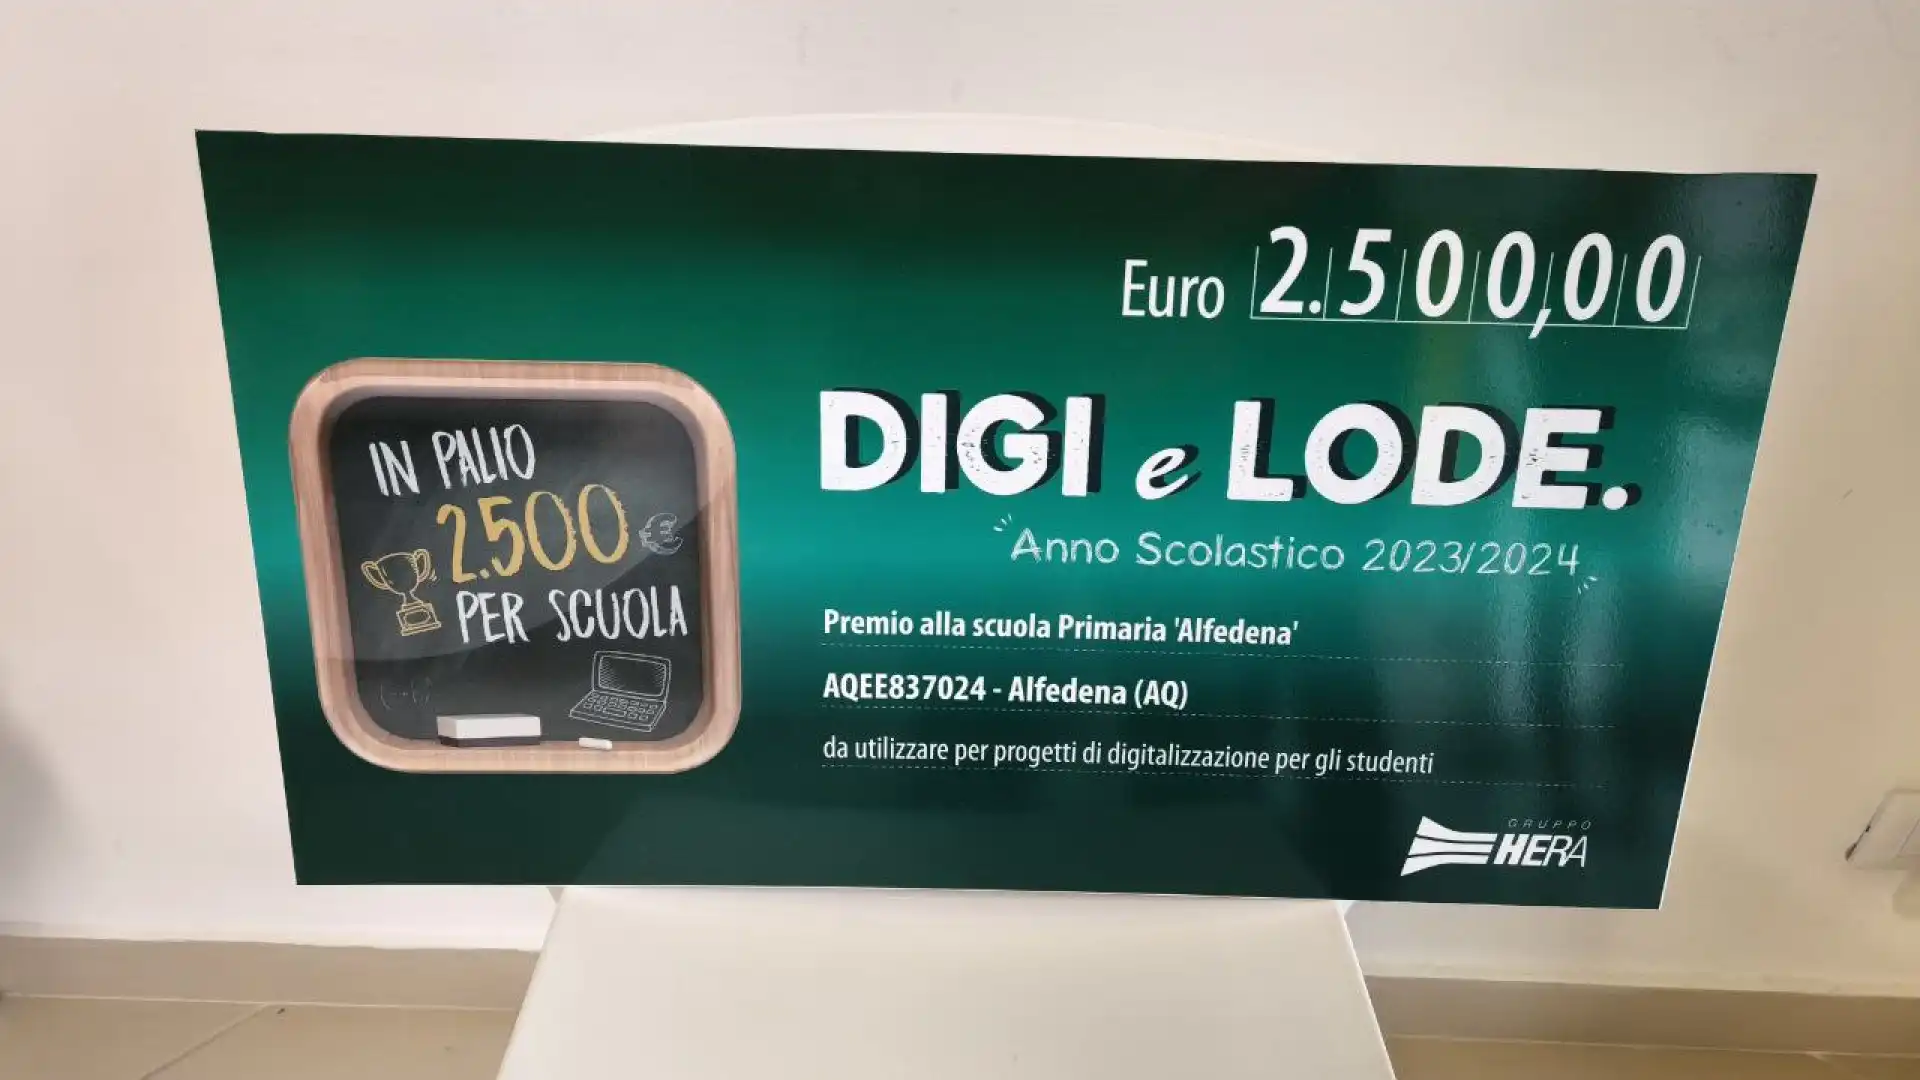 Euro 2.500,00
IN PALIO
2.500 €
PER SCUOLA
DIGI e LODE.
Anno Scolastico 2023/2024
Premio alla scuola Primaria 'Alfedena'
AQEE837024 - Alfedena (AQ)
da utilizzare per progetti di digitalizzazione per gli studenti
GRUPPO
HERA